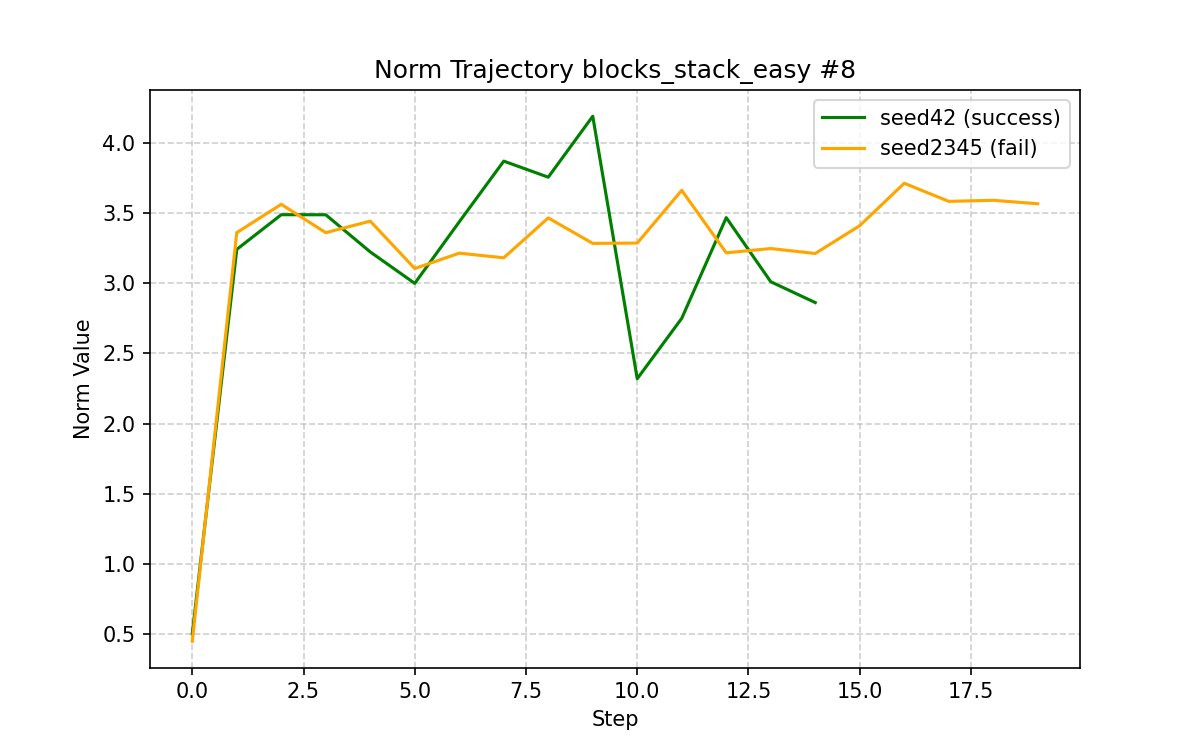 Norm Trajectory blocks_stack_easy #8
seed42 (success)
seed2345 (fail)
Norm Value
4.0
3.5
3.0
2.5
2.0
1.5
1.0
0.5
0.0 2.5 5.0 7.5 10.0 12.5 15.0 17.5
Step